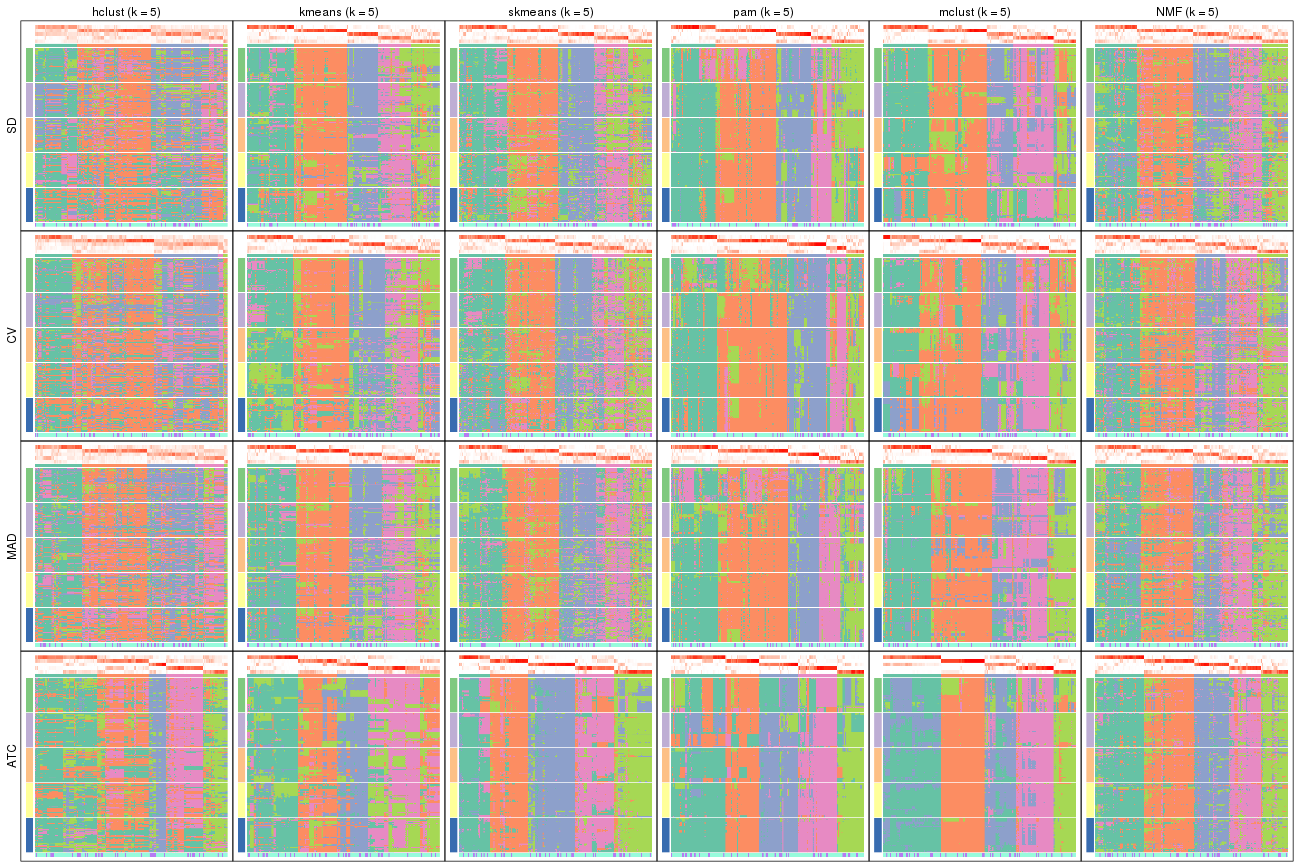 hclust (k = 5) kmeans (k = 5) skmeans (k = 5) pam (k = 5) mclust (k = 5) NMF (k = 5)
SD
CV
MAD
ATC